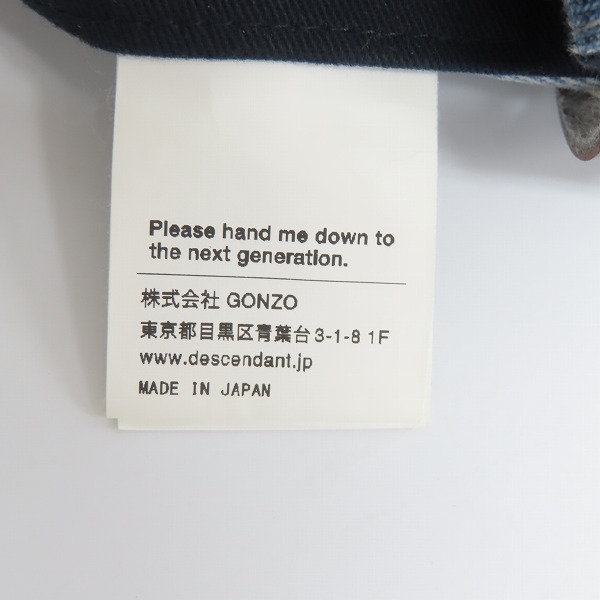 Please hand me down to
the next generation.
株式会社 GONZO
東京都目黒区青葉台3-1-8 1F
www.descendant.jp
MADE IN JAPAN